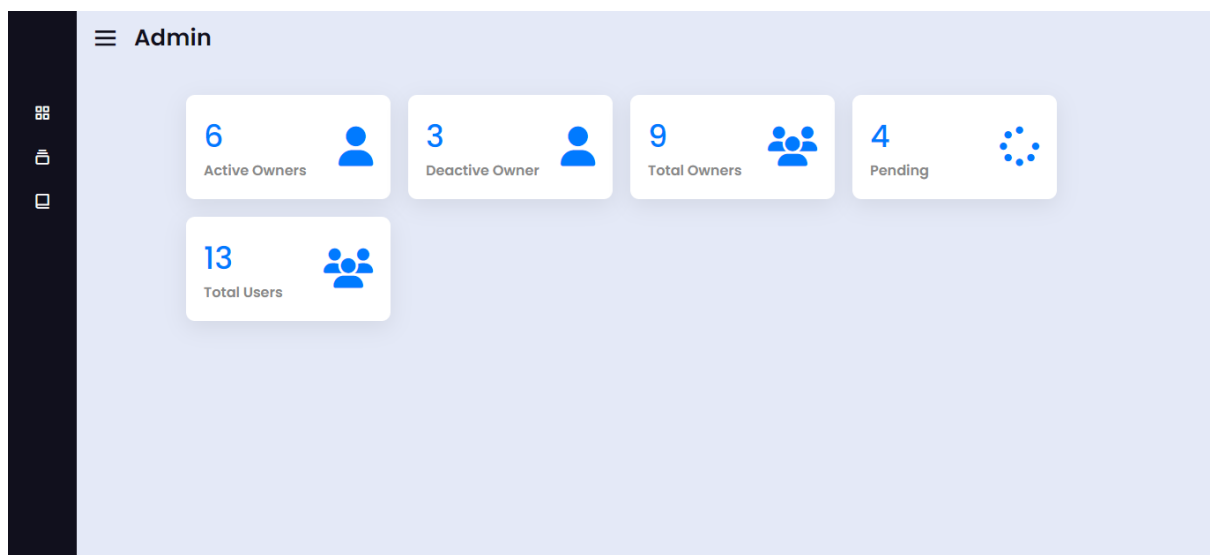 Admin
6
Active Owners
3
Deactive Owner
9
Total Owners
4
Pending
13
Total Users